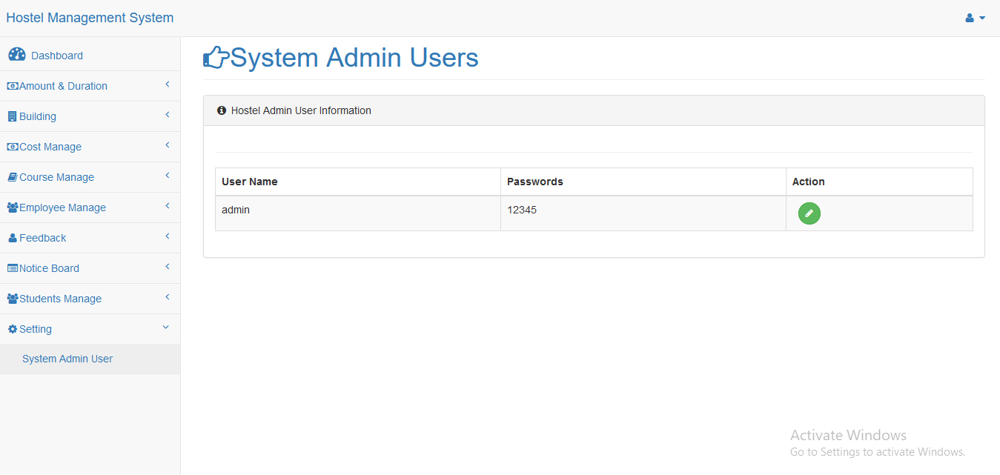 Hostel Management System
Dashboard
Amount & Duration
Building
Cost Manage
Course Manage
Employee Manage
Feedback
Notice Board
Students Manage
Setting
System Admin User
System Admin Users
Hostel Admin User Information
User Name Passwords Action
admin 12345
Activate Windows
Go to Settings to activate Windows.